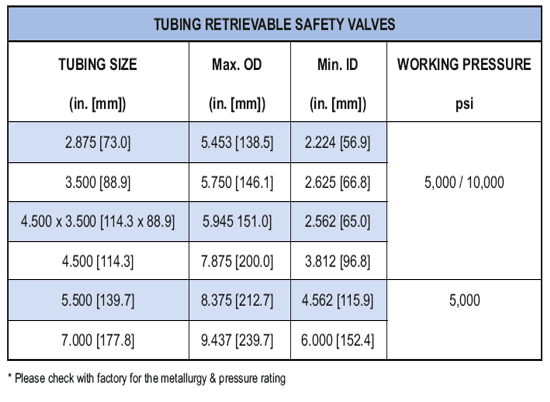 TUBING RETRIEVABLE SAFETY VALVES
TUBING SIZE Max. OD Min. ID WORKING PRESSURE
(in. [mm]) (in. [mm]) (in. [mm]) psi
2.875 [73.0] 5.453 [138.5] 2.224 [56.9]
3.500 [88.9] 5.750 [146.1] 2.625 [66.8] 5,000 / 10,000
4.500 x 3.500 [114.3 x 88.9] 5.945 151.0] 2.562 [65.0]
4.500 [114.3] 7.875 [200.0] 3.812 [96.8]
5.500 [139.7] 8.375 [212.7] 4.562 [115.9] 5,000
7.000 [177.8] 9.437 [239.7] 6.000 [152.4]
* Please check with factory for the metallurgy & pressure rating